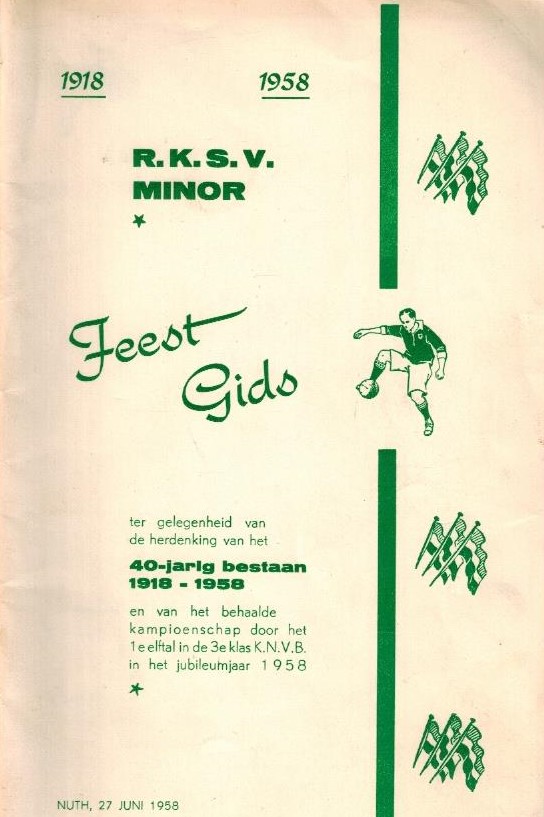 1918 1958
R.K.S.V.
MINOR
Feest
Gids
ter gelegenheid van
de herdenking van het
40-jarig bestaan
1918 - 1958
en van het behaalde
kampioenschap door het
1e elftal in de 3e klas K.N.V.B.
in het jubileumjaar 1958
NUTH, 27 JUNI 1958